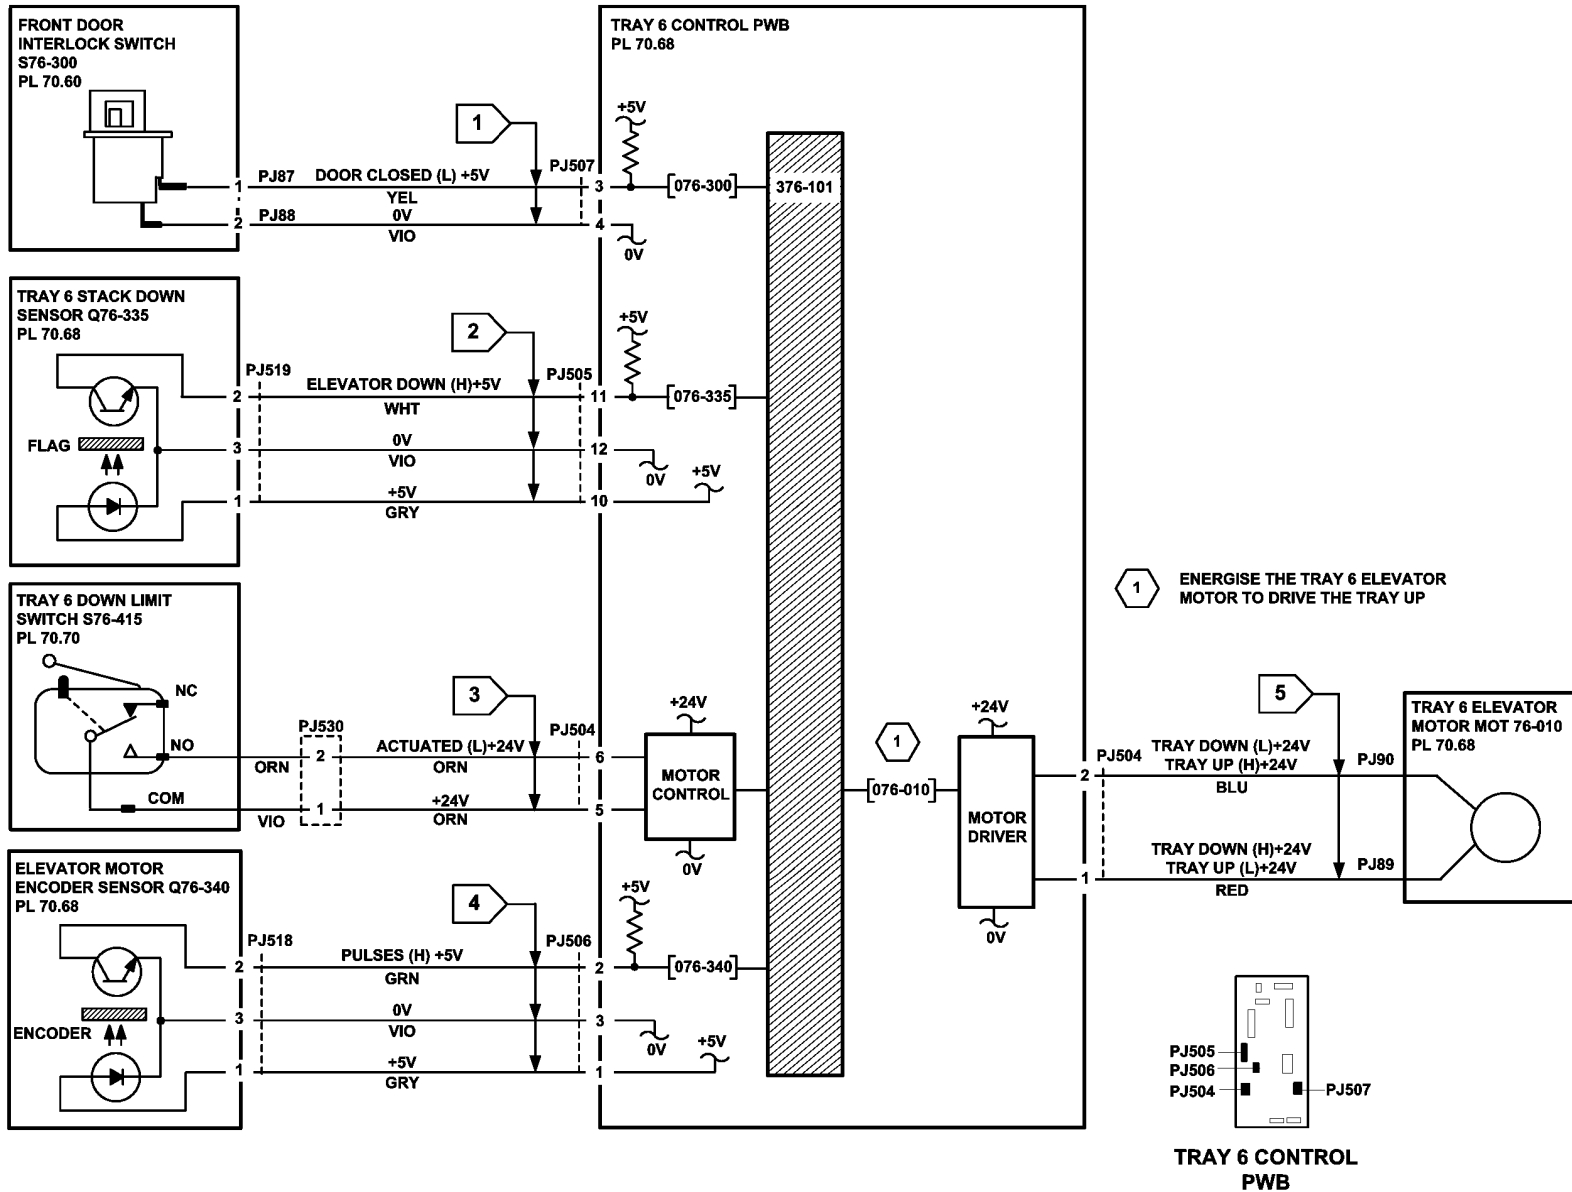 FRONT DOOR
INTERLOCK SWITCH
S76-300
PL 70.60
1
PJ87
DOOR CLOSED (L) +5V
YEL
2
PJ88
0V
VIO
1
PJ507
3
4
TRAY 6 CONTROL PWB
PL 70.68
+5V
[076-300]
376-101
0V
TRAY 6 STACK DOWN
SENSOR Q76-335
PL 70.68
FLAG
PJ519
2
ELEVATOR DOWN (H)+5V
WHT
3
0V
VIO
1
+5V
GRY
2
PJ505
11
12
10
+5V
[076-335]
0V
+5V
TRAY 6 DOWN LIMIT
SWITCH S76-415
PL 70.70
NC
NO
COM
ORN
VIO
PJ530
2
1
ACTUATED (L)+24V
ORN
+24V
ORN
3
PJ504
6
5
+24V
MOTOR
CONTROL
0V
1
[076-010]
+24V
MOTOR
DRIVER
0V
1
ENERGISE THE TRAY 6 ELEVATOR
MOTOR TO DRIVE THE TRAY UP
2
PJ504
1
TRAY DOWN (L)+24V
TRAY UP (H)+24V
BLU
TRAY DOWN (H)+24V
TRAY UP (L)+24V
RED
5
PJ90
PJ89
TRAY 6 ELEVATOR
MOTOR MOT 76-010
PL 70.68
ELEVATOR MOTOR
ENCODER SENSOR Q76-340
PL 70.68
ENCODER
PJ518
2
PULSES (H) +5V
GRN
3
0V
VIO
1
+5V
GRY
4
PJ506
2
3
1
+5V
[076-340]
0V
+5V
PJ505
PJ506
PJ504
PJ507
TRAY 6 CONTROL
PWB